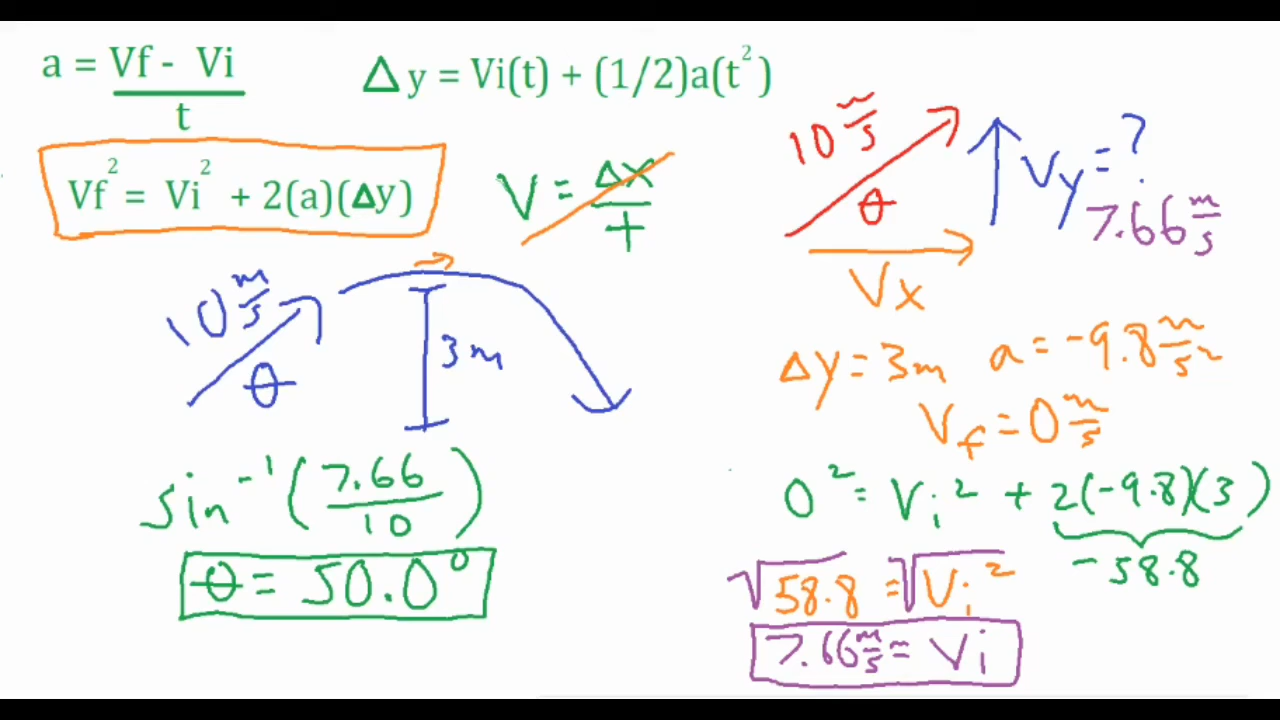 a = Vf - Vi
t
Δy = Vi(t) + (1/2)a(t²)
Vf² = Vi² + 2(a)(Δy)
V = Δx
t
10 m/s
θ
Vy = ?
7.66 m/s
Vx
10 m/s
θ
3m
Δy = 3m a = -9.8 m/s²
Vf = 0 m/s
0² = Vi² + 2(-9.8)(3)
-58.8
√58.8 = √Vi²
7.66 m/s = Vi
sin⁻¹(7.66/10)
θ = 50.0°